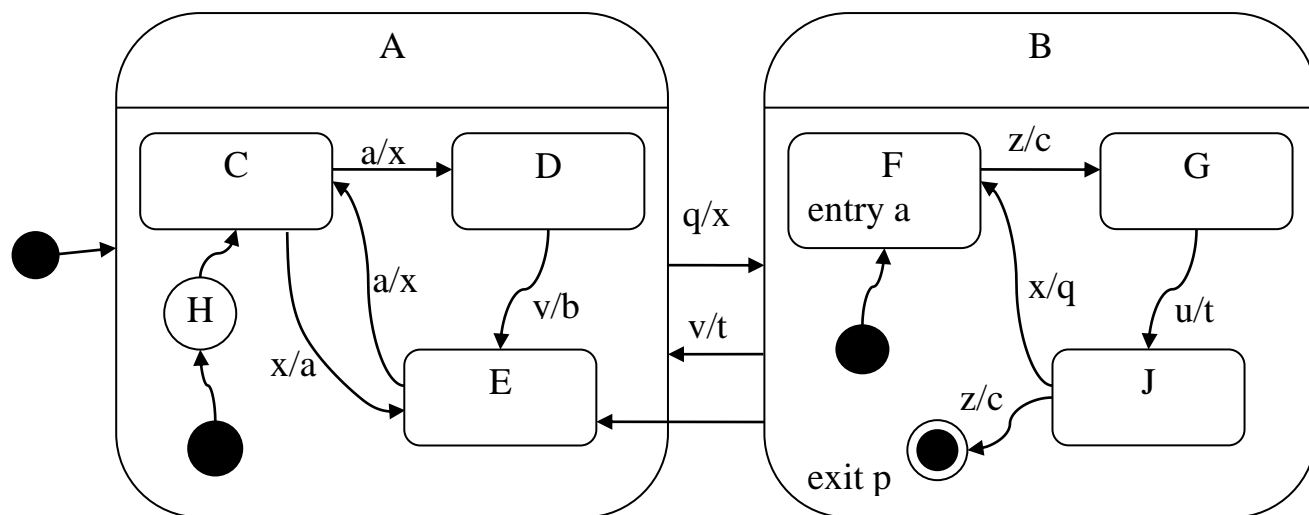 A
B
C
a/x
D
F
entry a
z/c
G
q/x
a/x
H
v/b
x/q
u/t
v/t
x/a
E
J
z/c
exit p